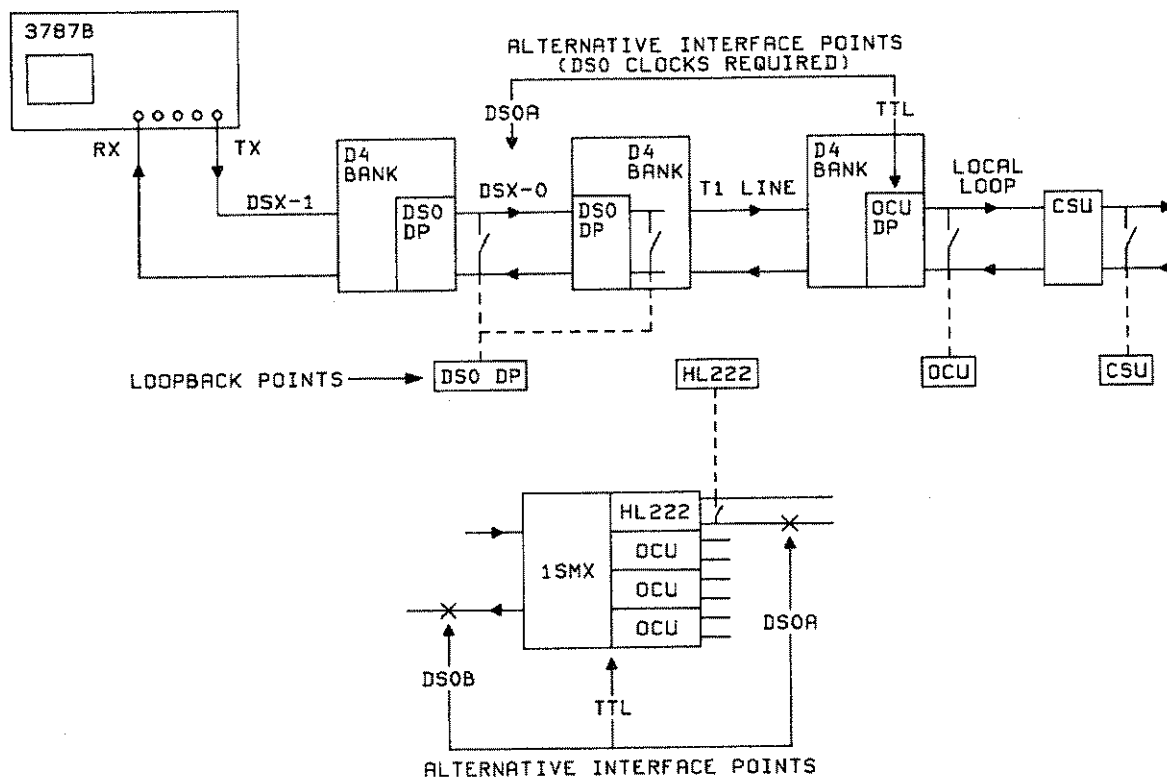 3787B
ALTERNATIVE INTERFACE POINTS
(DS0 CLOCKS REQUIRED)
DS0A
TTL
RX
TX
D4
BANK
D4
BANK
D4
BANK
LOCAL
LOOP
DSX-1
DSX-0
T1 LINE
DS0
DP
DS0
DP
OCU
DP
CSU
LOOPBACK POINTS
DS0 DP
HL222
OCU
CSU
HL222
1SMX
OCU
OCU
OCU
DS0B
TTL
DS0A
ALTERNATIVE INTERFACE POINTS